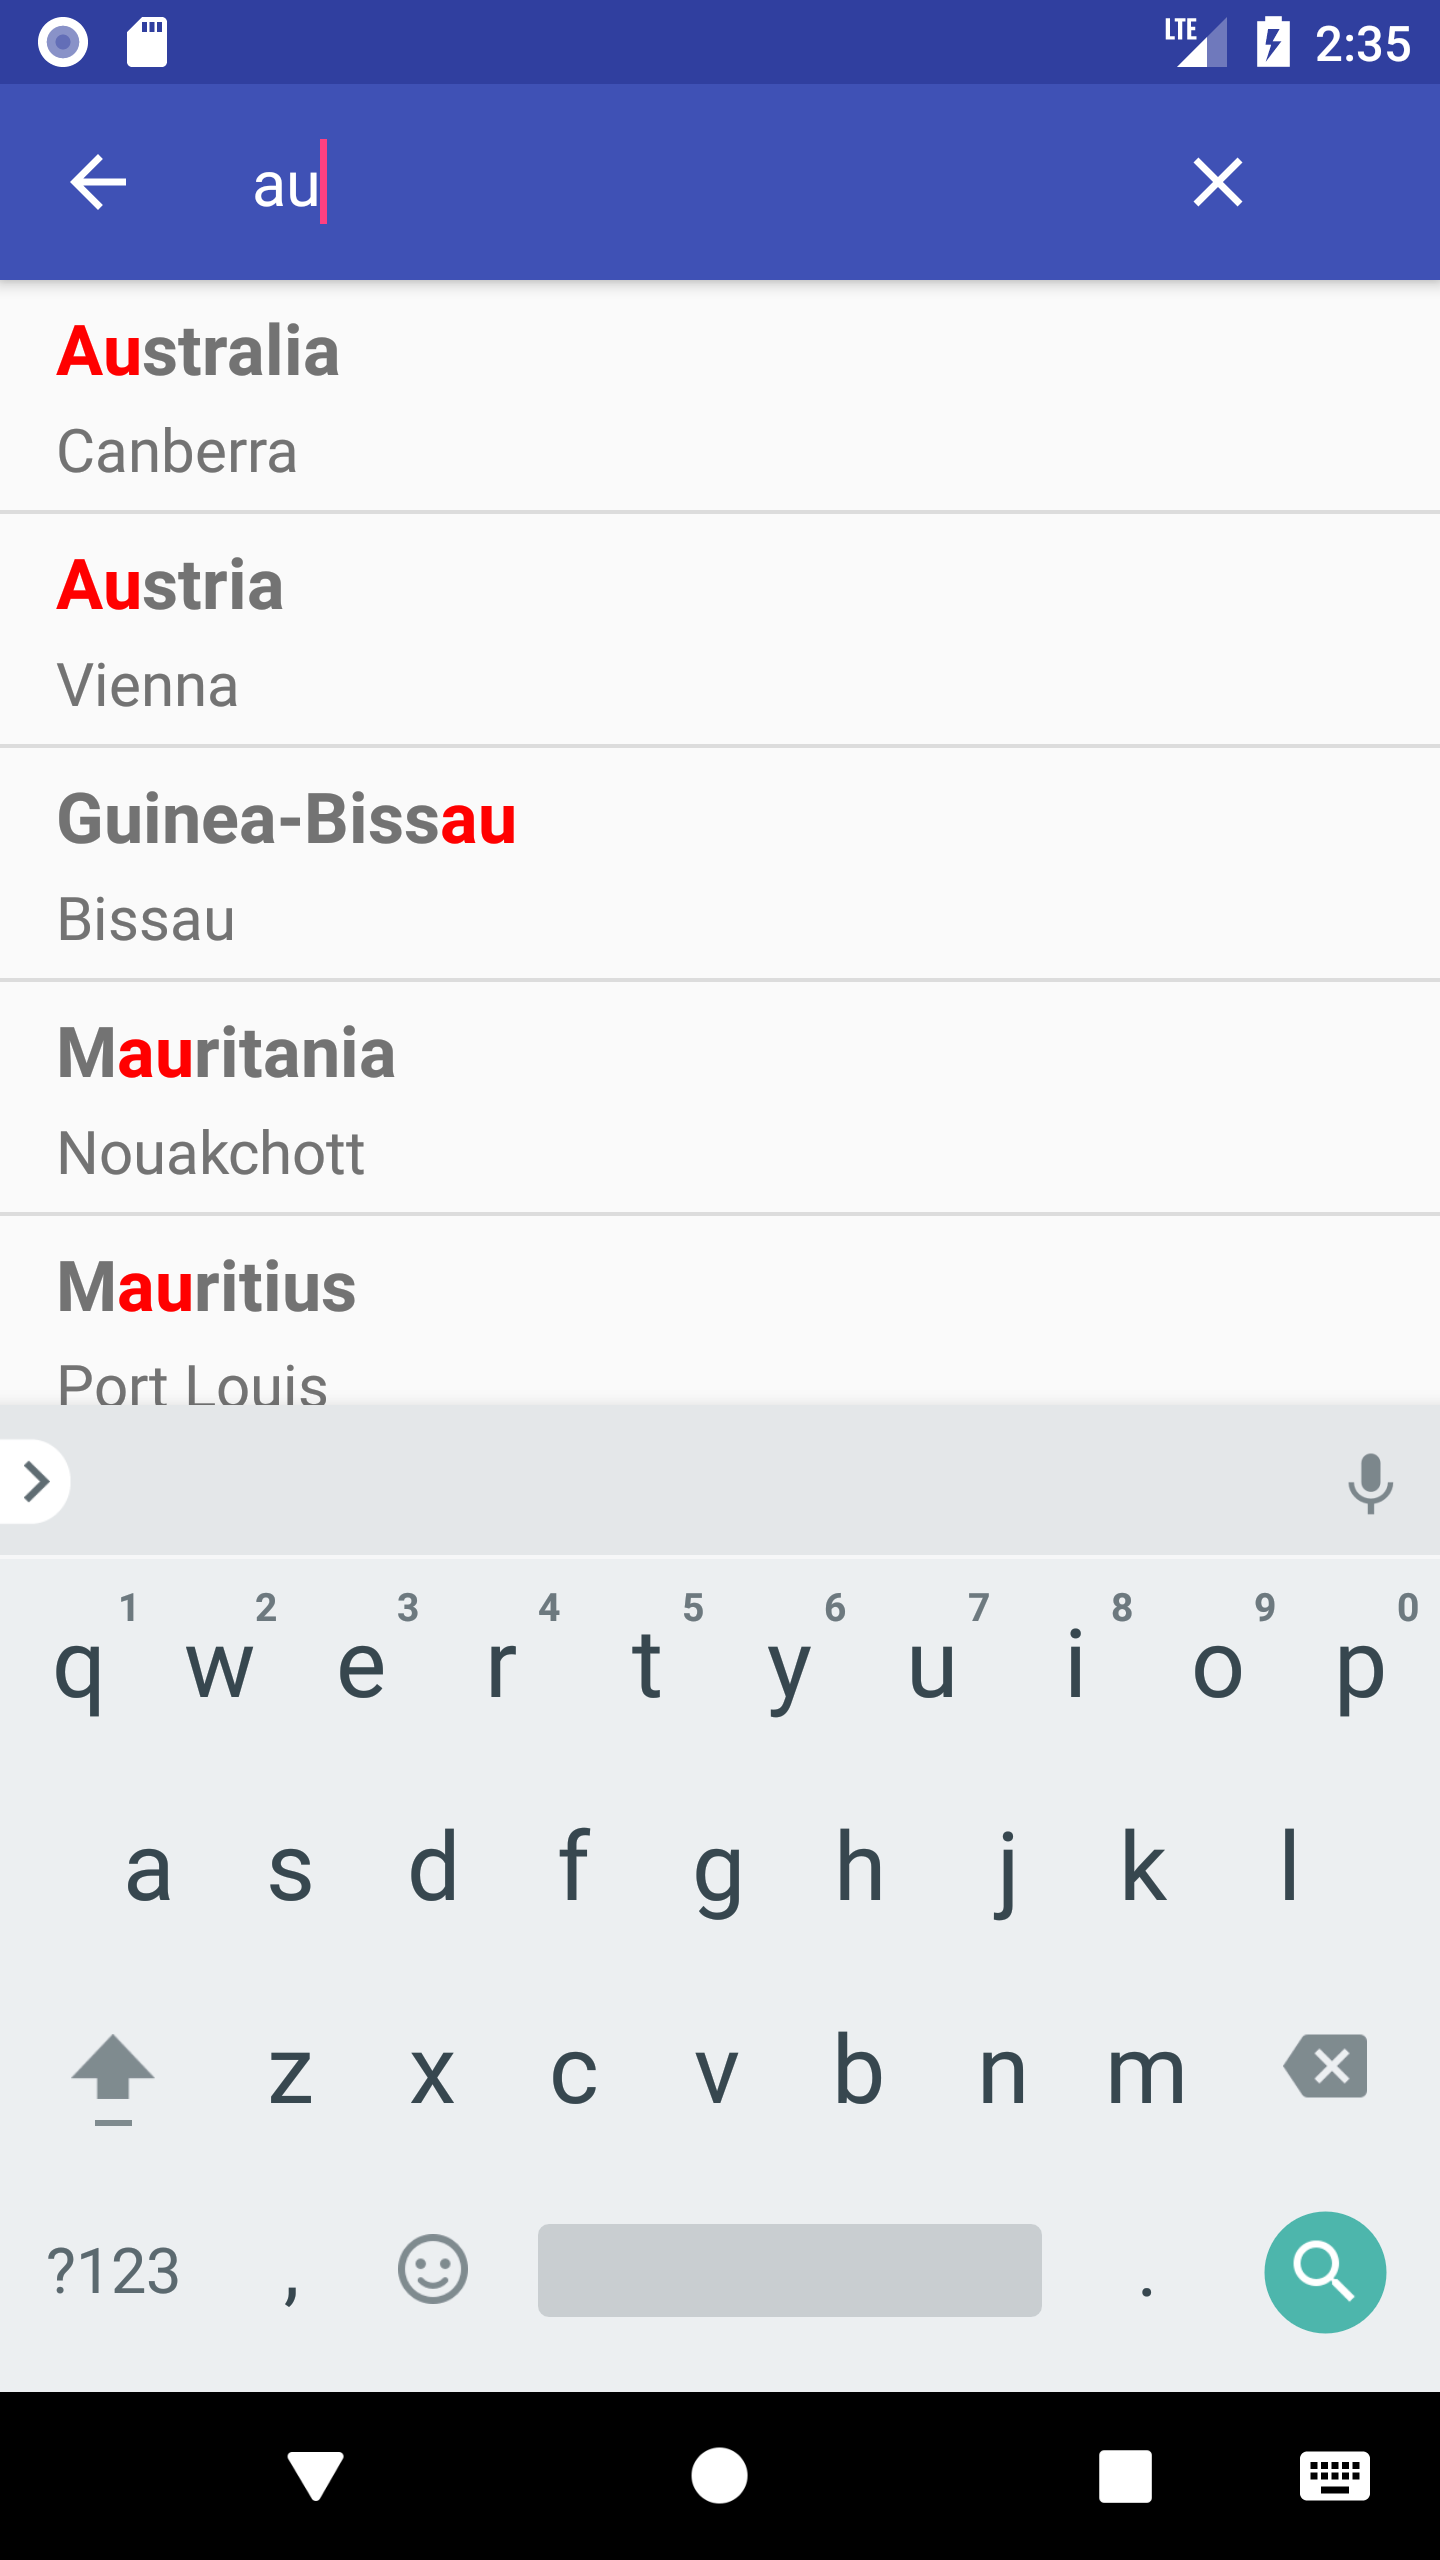 LTE 2:35
au
Australia
Canberra
Austria
Vienna
Guinea-Bissau
Bissau
Mauritania
Nouakchott
Mauritius
Port Louis
1 2 3 4 5 6 7 8 9 0
q w e r t y u i o p
a s d f g h j k l
z x c v b n m
?123 , .